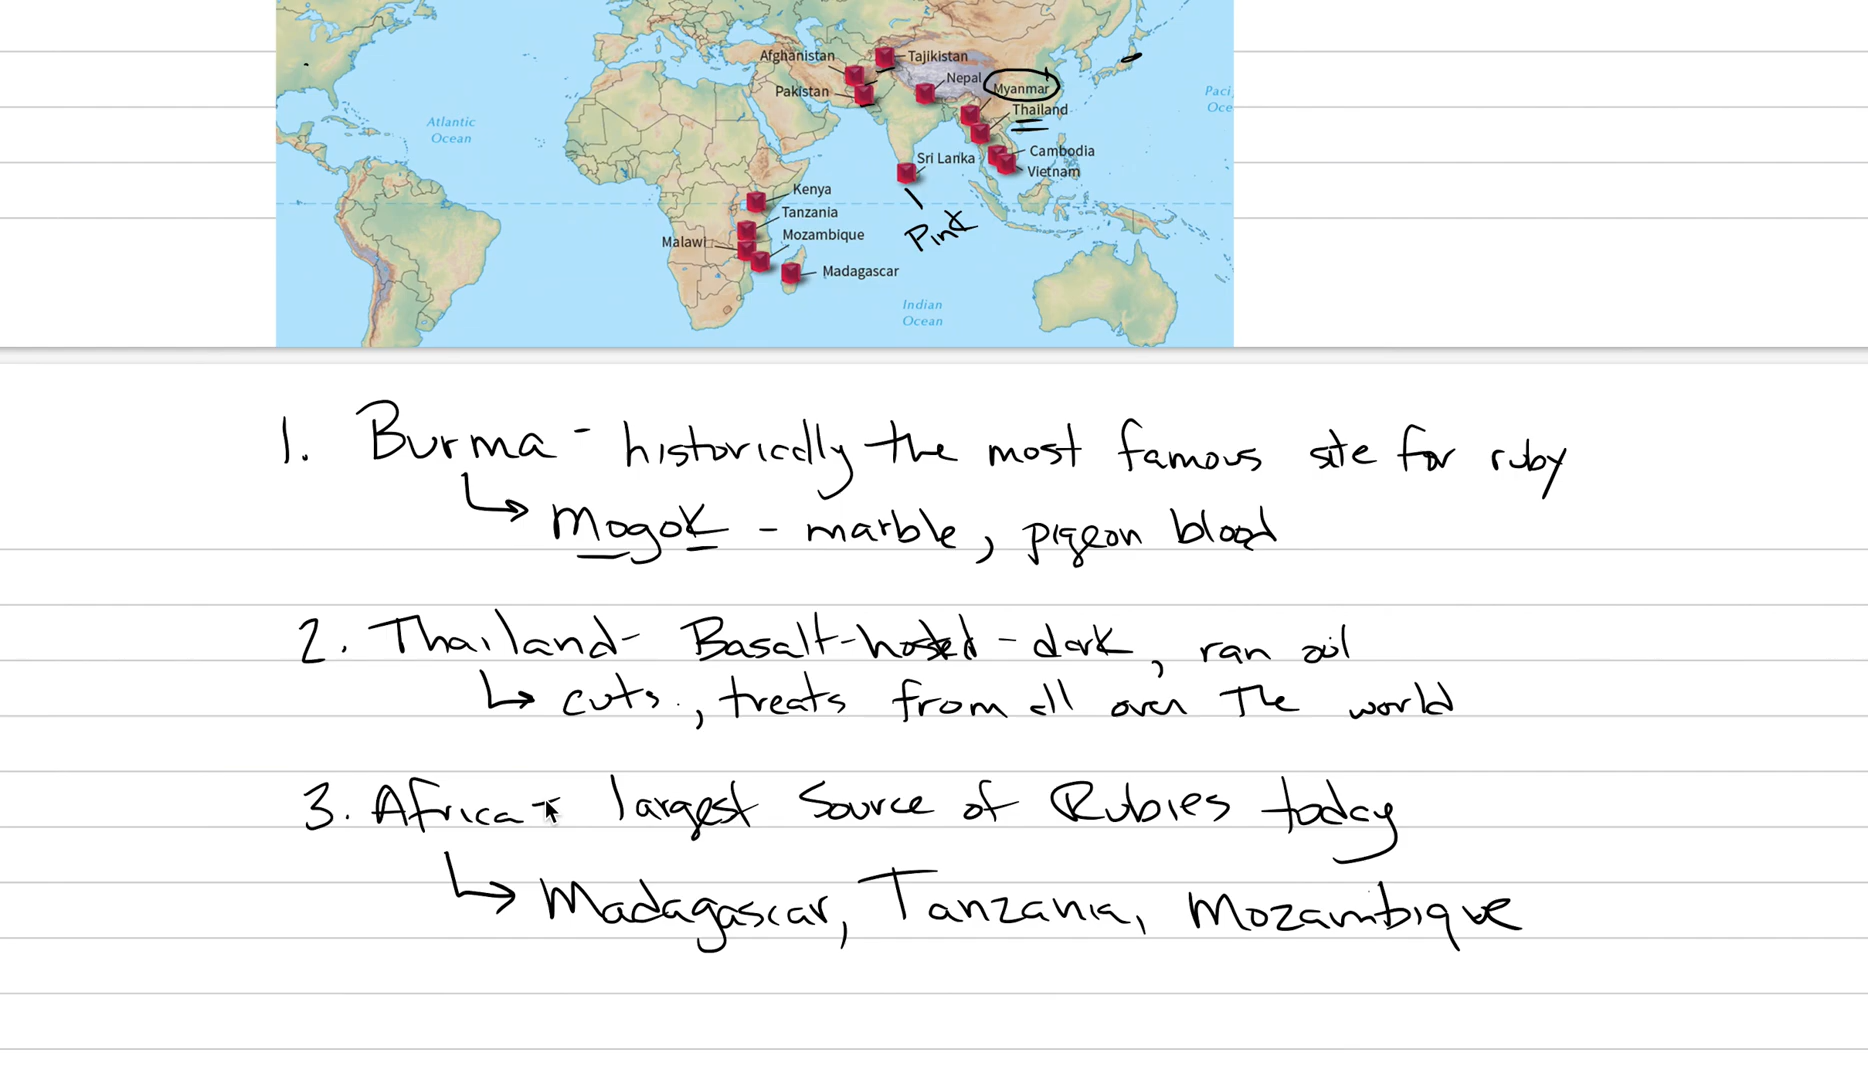 Afghanistan
Tajikistan
Nepal
Myanmar
Pakistan
Thailand
Atlantic
Ocean
Paci
Oce
Cambodia
Sri Lanka
Vietnam
Kenya
Tanzania
Pink
Malawi
Mozambique
Madagascar
Indian
Ocean
1. Burma - historically the most famous site for ruby
↳ Mogok - marble, pigeon blood
2. Thailand - Basalt-hosted - dark, ran out
↳ cuts, treats from all over the world
3. Africa - largest source of Rubies today
↳ Madagascar, Tanzania, Mozambique